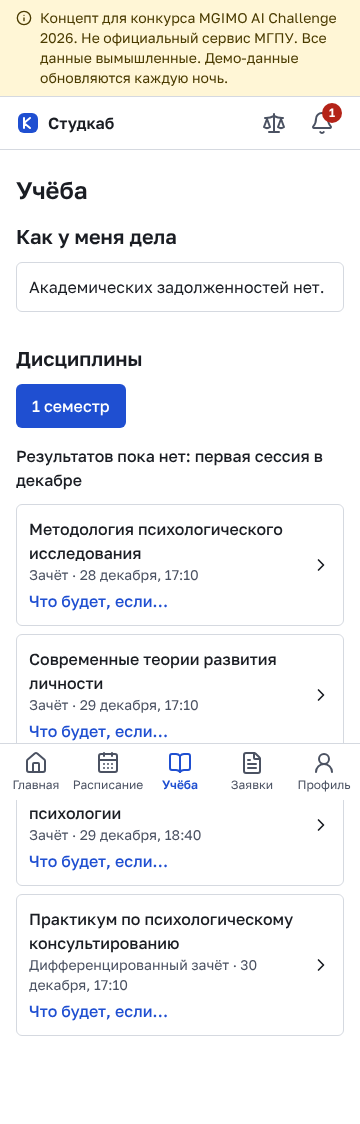 Концепт для конкурса MGIMO AI Challenge
2026. Не официальный сервис МГПУ. Все
данные вымышленные. Демо-данные
обновляются каждую ночь.
Студкаб
1
Учёба
Как у меня дела
Академических задолженностей нет.
Дисциплины
1 семестр
Результатов пока нет: первая сессия в
декабре
Методология психологического
исследования
Зачёт · 28 декабря, 17:10
Что будет, если…
Современные теории развития
личности
Зачёт · 29 декабря, 17:10
Что будет, если…
Главная
Расписание
Учёба
Заявки
Профиль
психологии
Зачёт · 29 декабря, 18:40
Что будет, если…
Практикум по психологическому
консультированию
Дифференцированный зачёт · 30
декабря, 17:10
Что будет, если…